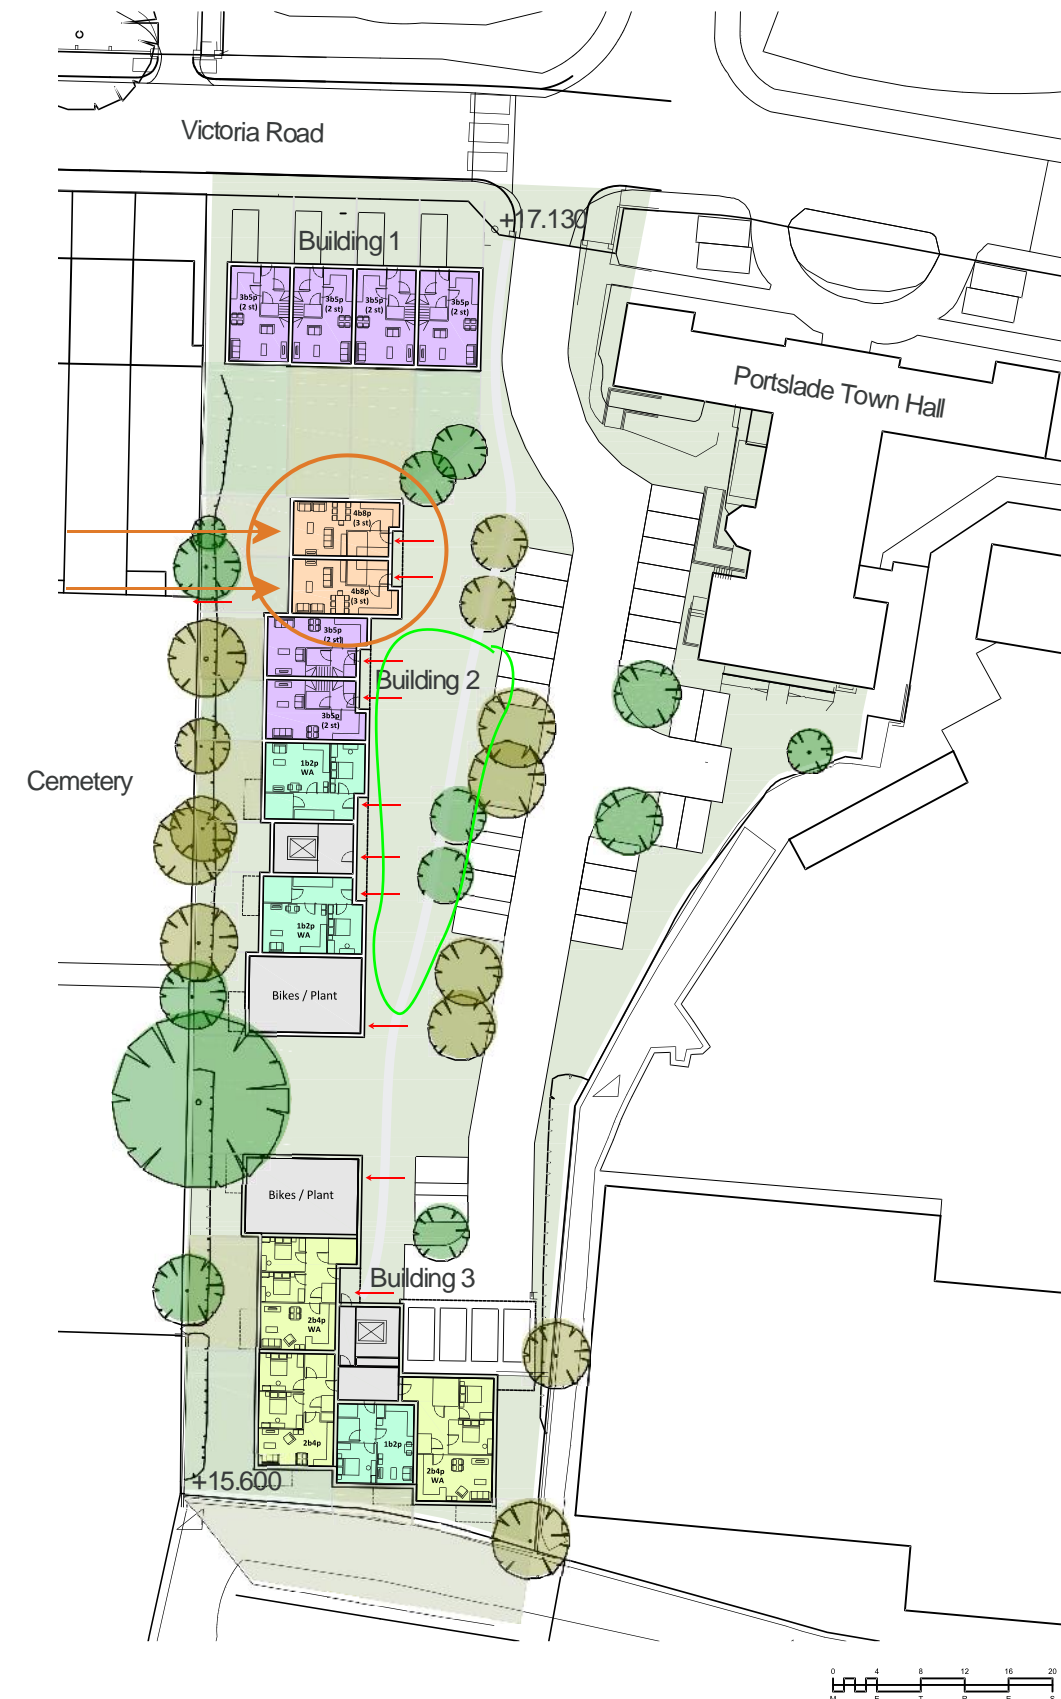 Victoria Road
+17.130
Building 1
3b5p
(2 st)
3b5p
(2 st)
3b5p
(2 st)
3b5p
(2 st)
Portslade Town Hall
4b8p
(3 st)
4b8p
(3 st)
3b5p
(2 st)
Building 2
3b5p
(2 st)
1b2p
WA
Cemetery
1b2p
WA
Bikes / Plant
Bikes / Plant
Building 3
2b4p
WA
2b4p
1b2p
2b4p
WA
+15.600
0 4 8 12 16 20
M E T R E S